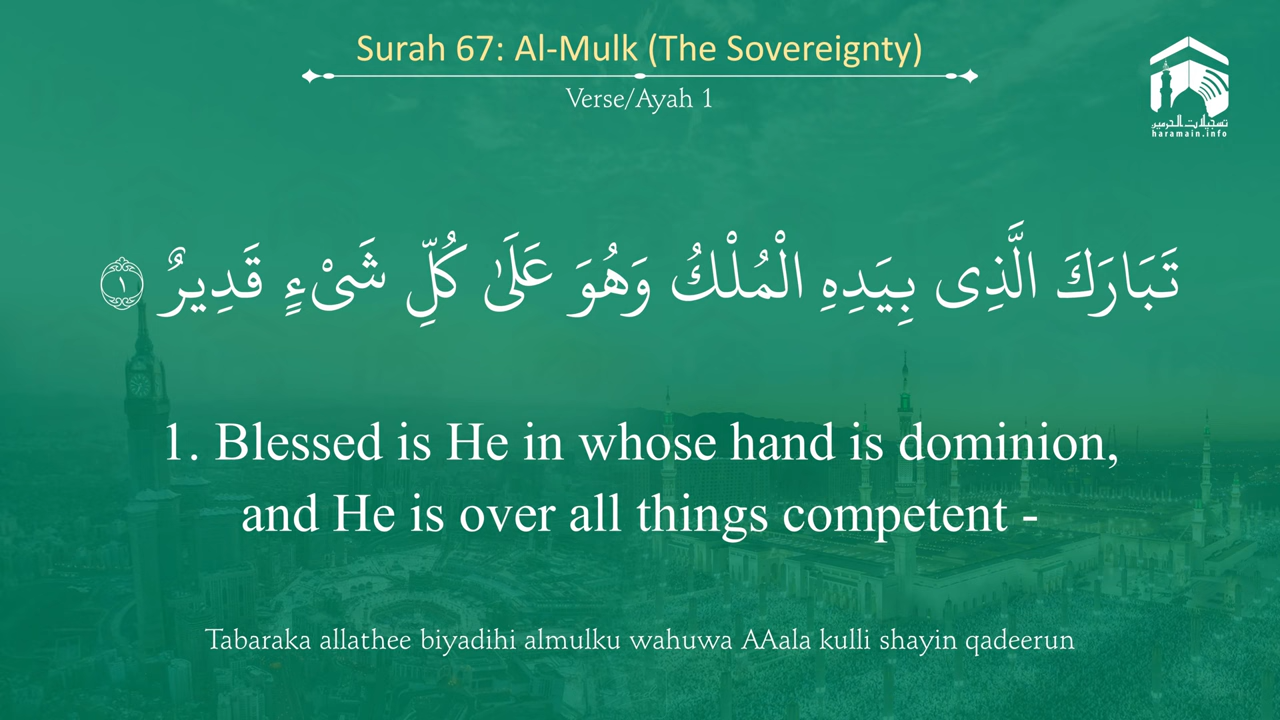 Surah 67: Al-Mulk (The Sovereignty)
Verse/Ayah 1
تسجيلات الحرمين
haramain.info
تَبَارَكَ الَّذِى بِيَدِهِ الْمُلْكُ وَهُوَ عَلَىٰ كُلِّ شَىْءٍ قَدِيرٌ ١
1. Blessed is He in whose hand is dominion,
and He is over all things competent -
Tabaraka allathee biyadihi almulku wahuwa AAala kulli shayin qadeerun